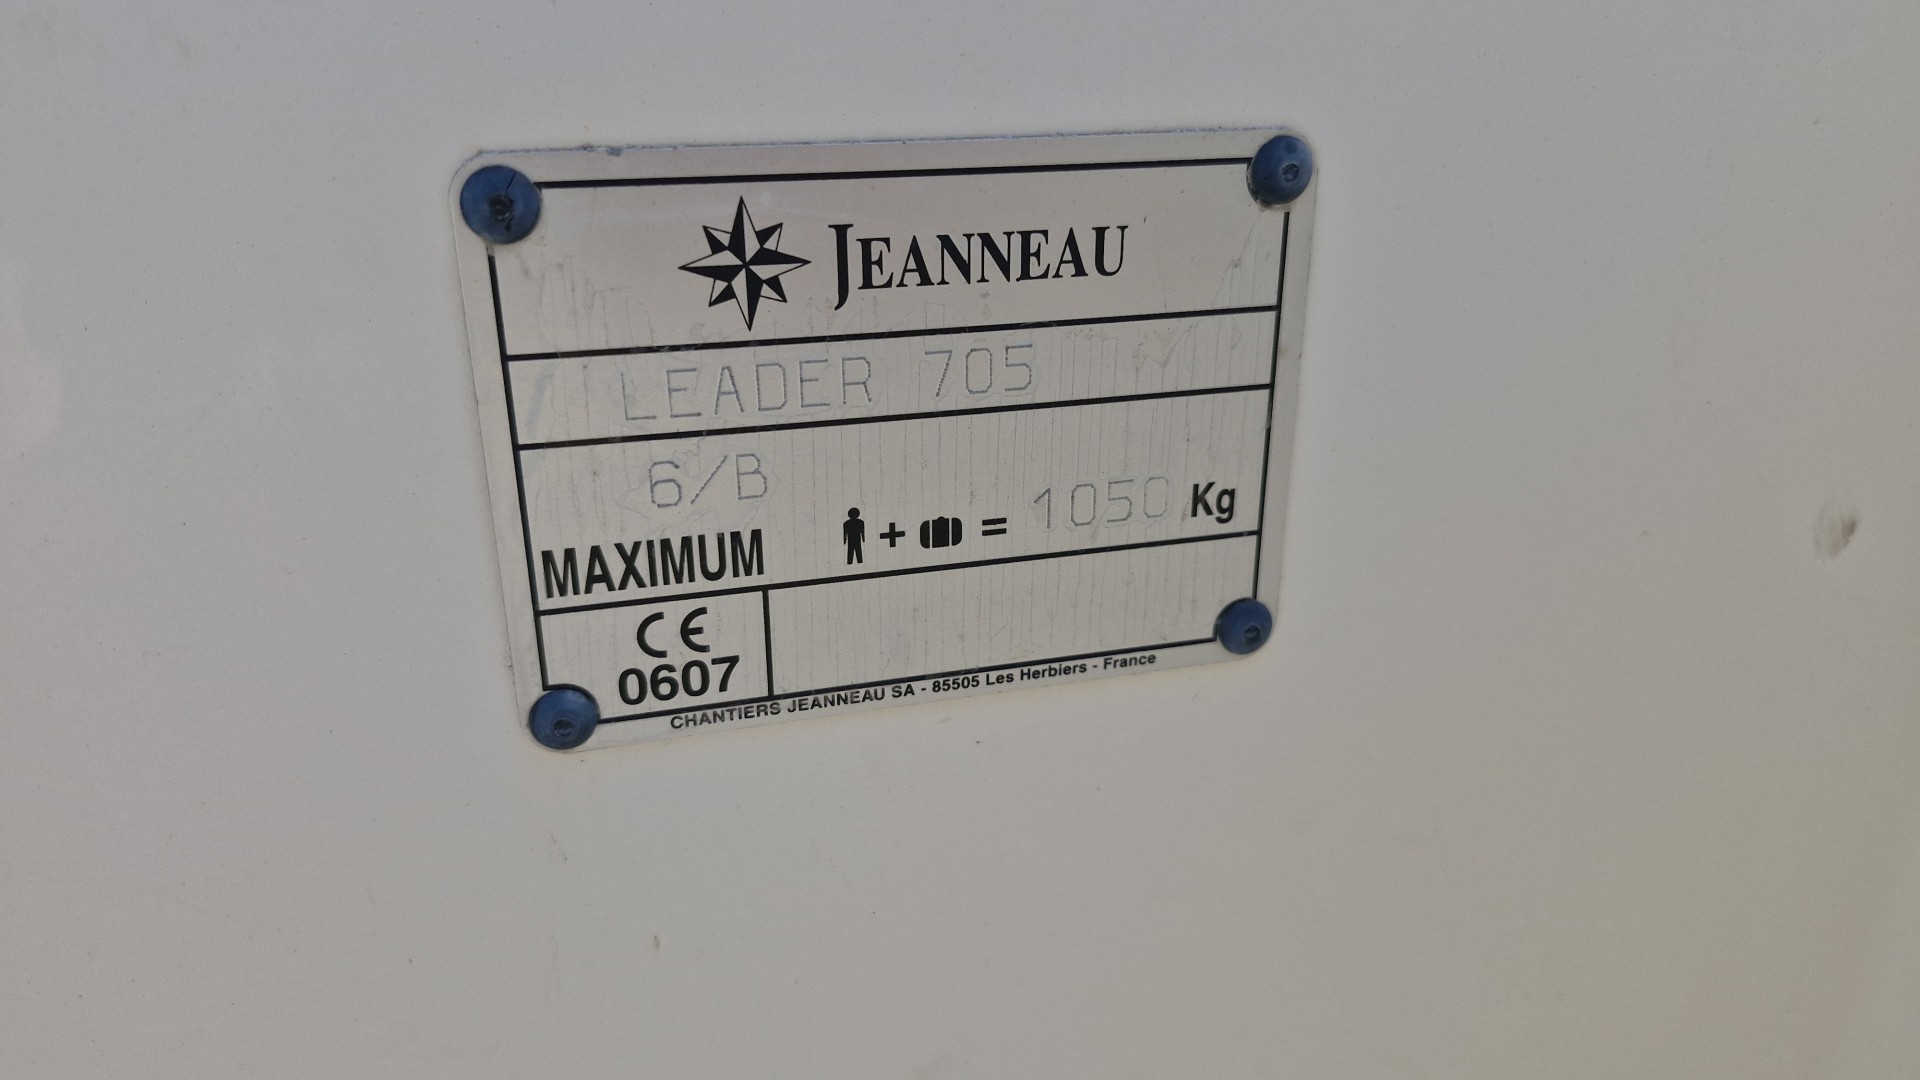 JEANNEAU
LEADER 705
6/B
MAXIMUM + = 1050 Kg
CE
0607
CHANTIERS JEANNEAU SA - 85505 Les Herbiers - France